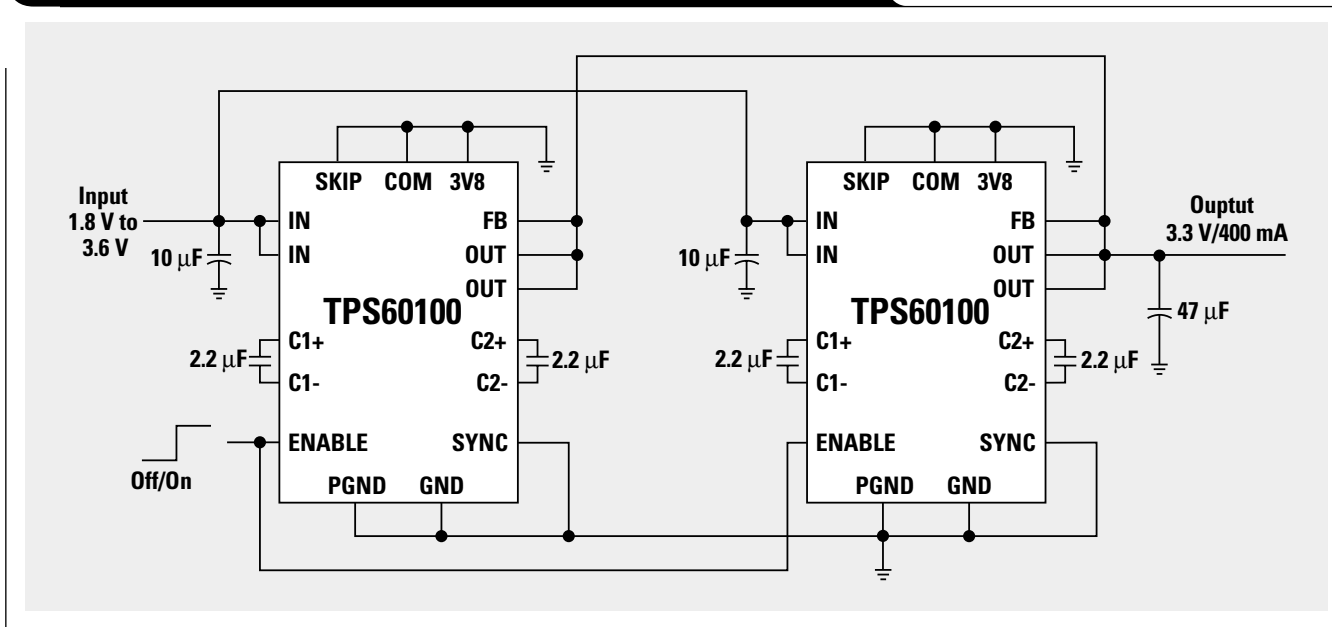 SKIP COM 3V8
Input
1.8 V to
3.6 V
IN
IN
FB
OUT
OUT
10 µF
TPS60100
C1+
C1-
2.2 µF
C2+
C2-
2.2 µF
ENABLE
SYNC
Off/On
PGND GND
SKIP COM 3V8
IN
IN
FB
OUT
OUT
10 µF
TPS60100
C1+
C1-
2.2 µF
C2+
C2-
2.2 µF
ENABLE
SYNC
PGND GND
Ouptut
3.3 V/400 mA
47 µF